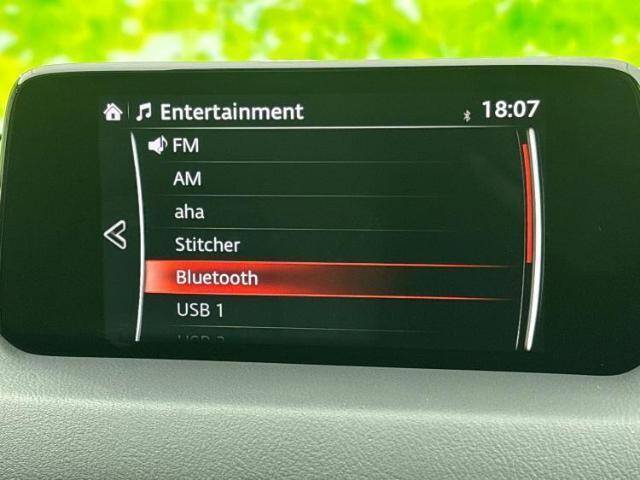 Entertainment 18:07
FM
AM
aha
Stitcher
Bluetooth
USB 1